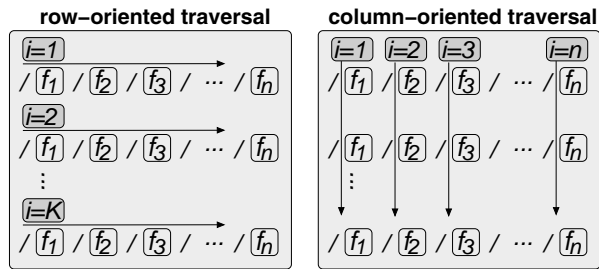 row–oriented traversal
i=1
/ f1 / f2 / f3 / ... / fn
i=2
/ f1 / f2 / f3 / ... / fn
⋮
i=K
/ f1 / f2 / f3 / ... / fn
column–oriented traversal
i=1 i=2 i=3 i=n
/ f1 / f2 / f3 / ... / fn
/ f1 / f2 / f3 / ... / fn
⋮
/ f1 / f2 / f3 / ... / fn